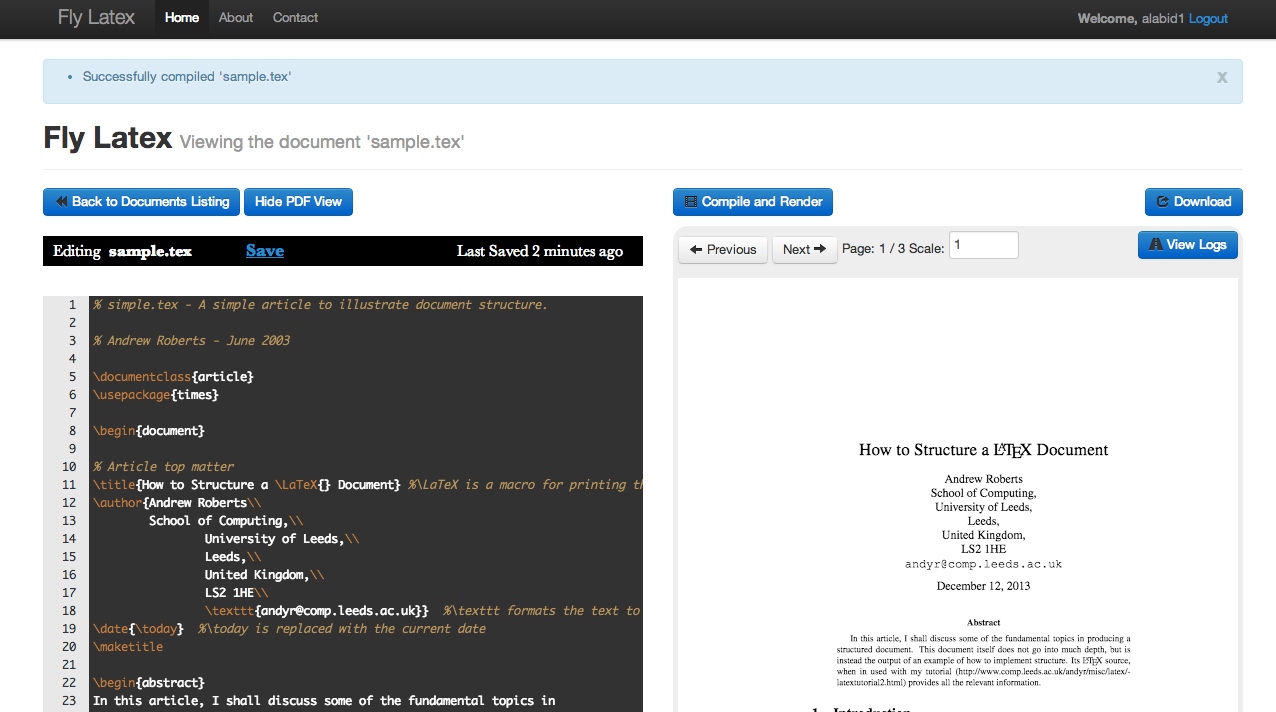 Fly Latex Home About Contact Welcome, alabid1 Logout
Successfully compiled 'sample.tex' x
Fly Latex Viewing the document 'sample.tex'
Back to Documents Listing Hide PDF View
Editing sample.tex Save Last Saved 2 minutes ago
1 % simple.tex - A simple article to illustrate document structure.
2
3 % Andrew Roberts - June 2003
4
5 \documentclass{article}
6 \usepackage{times}
7
8 \begin{document}
9
10 % Article top matter
11 \title{How to Structure a \LaTeX{} Document} %\LaTeX is a macro for printing th
12 \author{Andrew Roberts\\
13 School of Computing,\\
14 University of Leeds,\\
15 Leeds,\\
16 United Kingdom,\\
17 LS2 1HE\\
18 \texttt{andyr@comp.leeds.ac.uk}} %\texttt formats the text to
19 \date{\today} %\today is replaced with the current date
20 \maketitle
21
22 \begin{abstract}
23 In this article, I shall discuss some of the fundamental topics in
Compile and Render Download
Previous Next Page: 1 / 3 Scale: 1 View Logs
How to Structure a LATEX Document
Andrew Roberts
School of Computing,
University of Leeds,
Leeds,
United Kingdom,
LS2 1HE
andyr@comp.leeds.ac.uk
December 12, 2013
Abstract
In this article, I shall discuss some of the fundamental topics in producing a
structured document. This document itself does not go into much depth, but is
instead the output of an example of how to implement structure. Its LATEX source,
when in used with my tutorial (http://www.comp.leeds.ac.uk/andyr/misc/latex/-
latextutorial2.html) provides all the relevant information.
1 Introduction